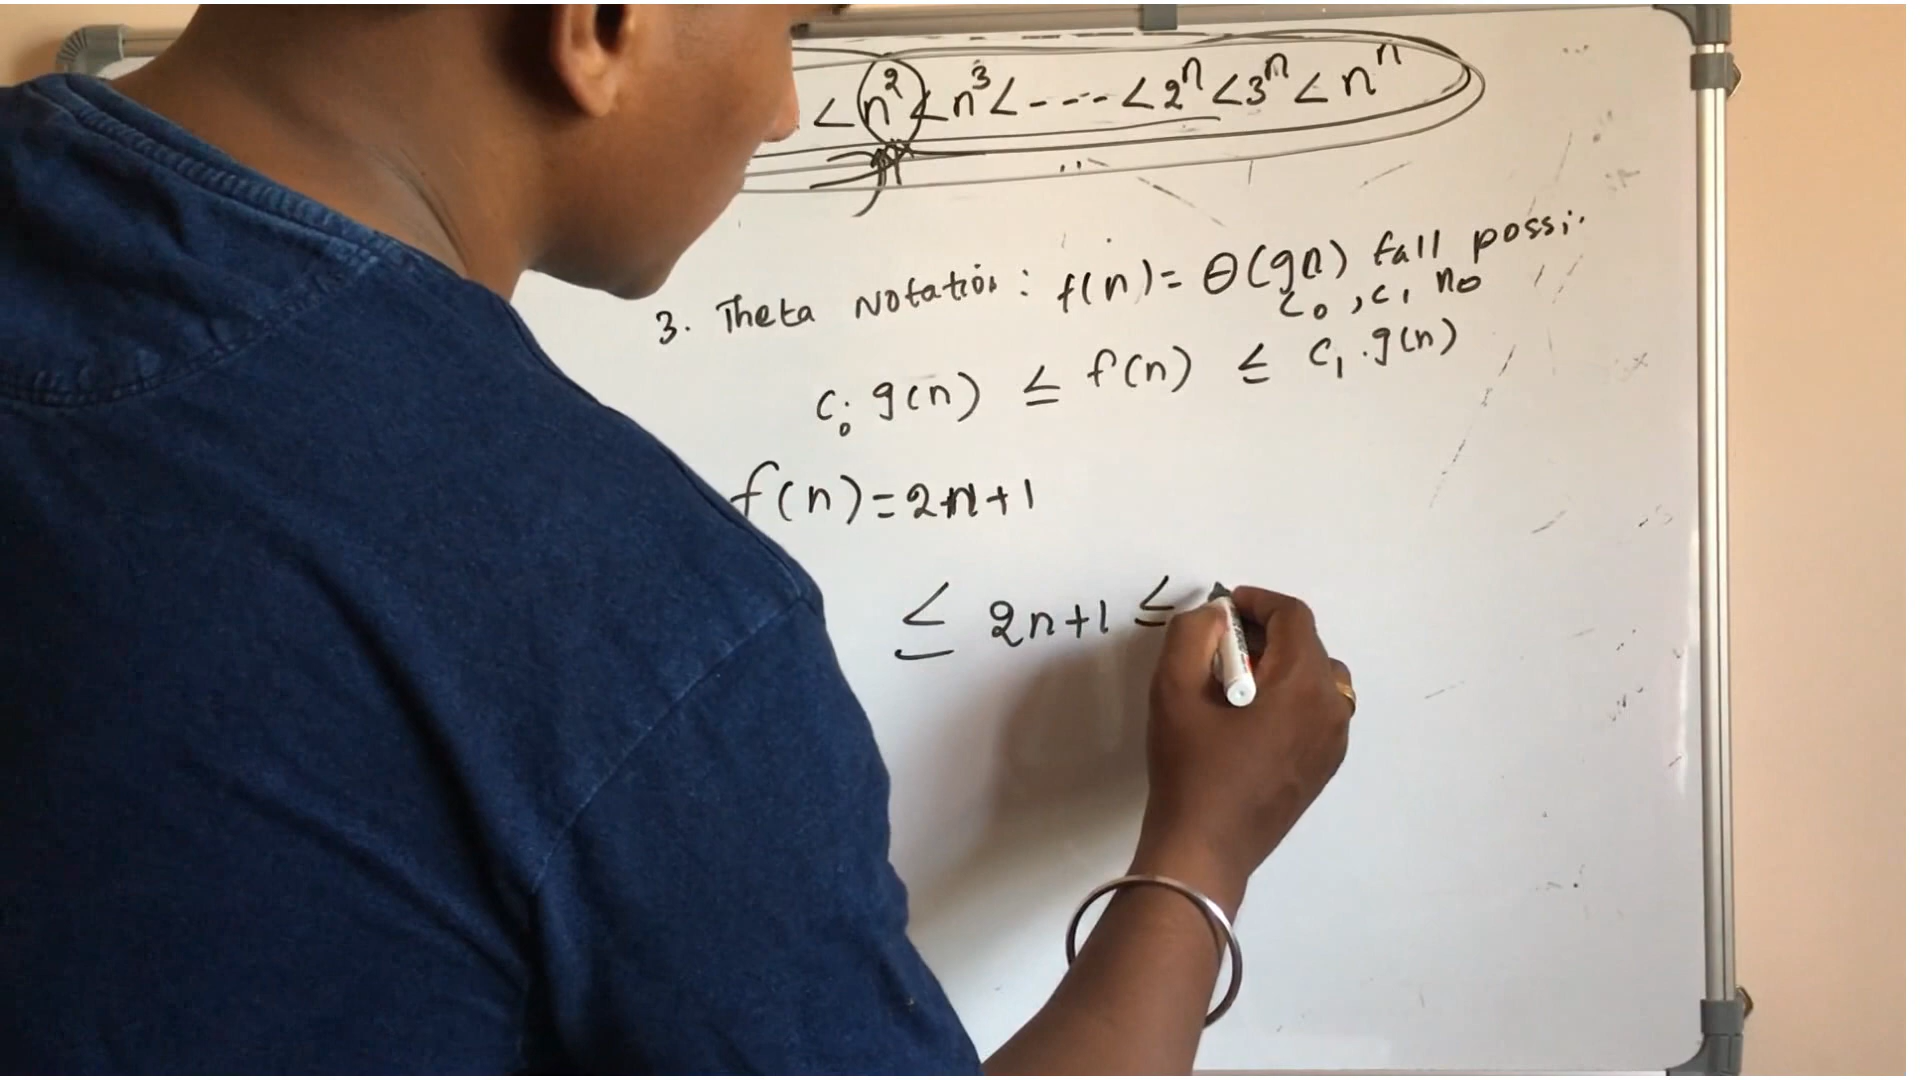 < n² < n³ < ---- < 2ⁿ < 3ⁿ < nⁿ
3. Theta Notation: f(n) = θ(gn) fall possi.
c₀, c₁ n₀
c₀. g(n) ≤ f(n) ≤ c₁ . g(n)
f(n) = 2n+1
≤ 2n+1 ≤